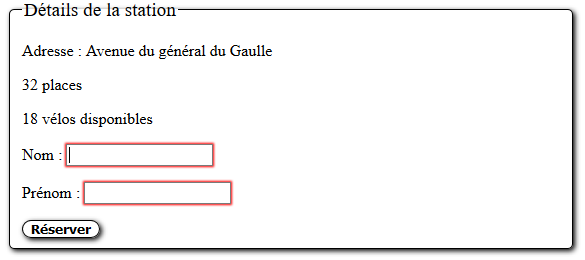 Détails de la station
Adresse : Avenue du général du Gaulle
32 places
18 vélos disponibles
Nom :
Prénom :
Réserver